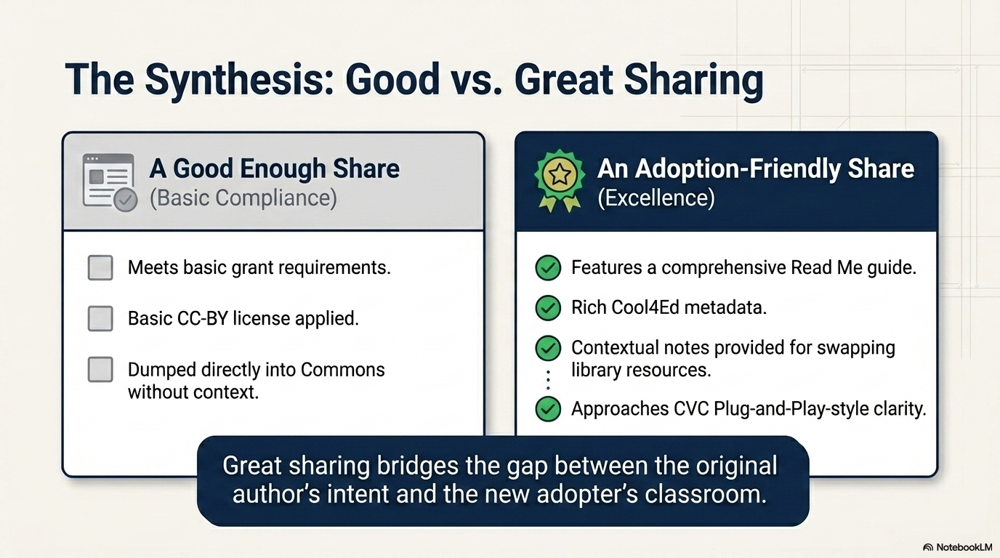 The Synthesis: Good vs. Great Sharing
A Good Enough Share
(Basic Compliance)
Meets basic grant requirements.
Basic CC-BY license applied.
Dumped directly into Commons
without context.
An Adoption-Friendly Share
(Excellence)
Features a comprehensive Read Me guide.
Rich Cool4Ed metadata.
Contextual notes provided for swapping
library resources.
Approaches CVC Plug-and-Play-style clarity.
Great sharing bridges the gap between the original
author's intent and the new adopter's classroom.
NotebookLM